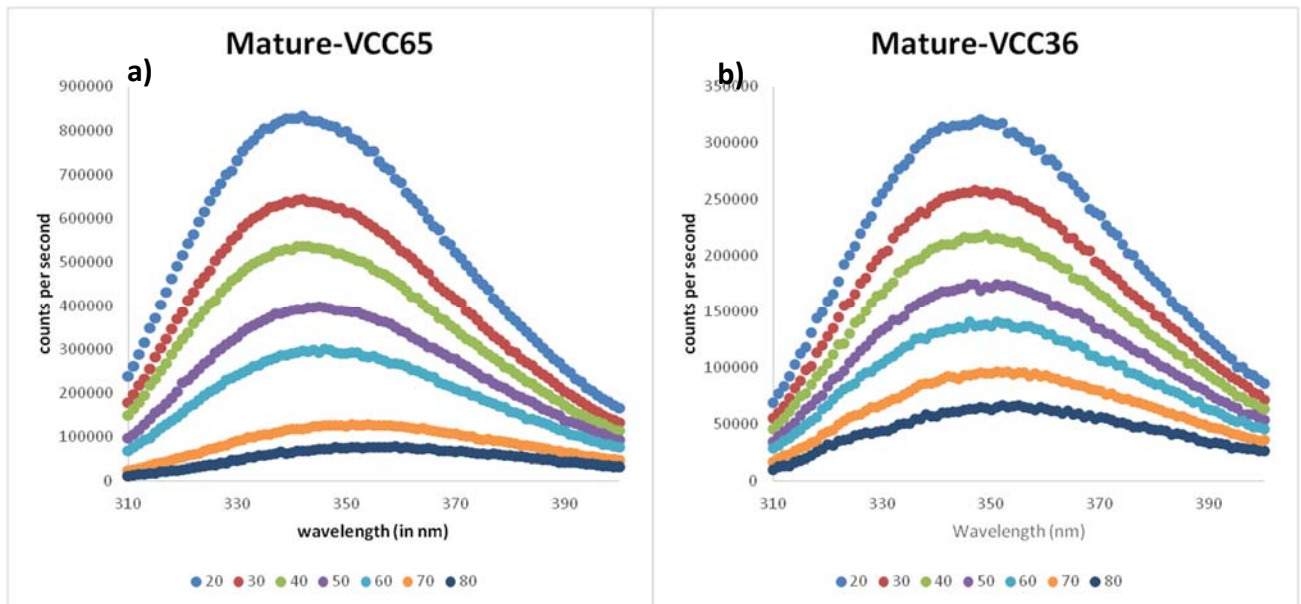 Mature-VCC65
a)
900000
800000
700000
600000
500000
400000
300000
200000
100000
0
counts per second
310 330 350 370 390
wavelength (in nm)
20 30 40 50 60 70 80
Mature-VCC36
b)
350000
300000
250000
200000
150000
100000
50000
0
counts per second
310 330 350 370 390
Wavelength (nm)
20 30 40 50 60 70 80